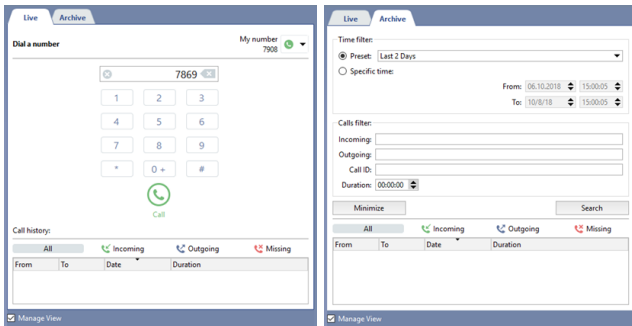 Live Archive
Dial a number
My number
7908
7869
1 2 3
4 5 6
7 8 9
* 0 + #
Call
Call history:
All Incoming Outgoing Missing
From To Date Duration
Manage View
Live Archive
Time filter:
Preset: Last 2 Days
Specific time:
From: 06.10.2018 15:00:05
To: 10/8/18 15:00:05
Calls filter:
Incoming:
Outgoing:
Call ID:
Duration: 00:00:00
Minimize Search
All Incoming Outgoing Missing
From To Date Duration
Manage View